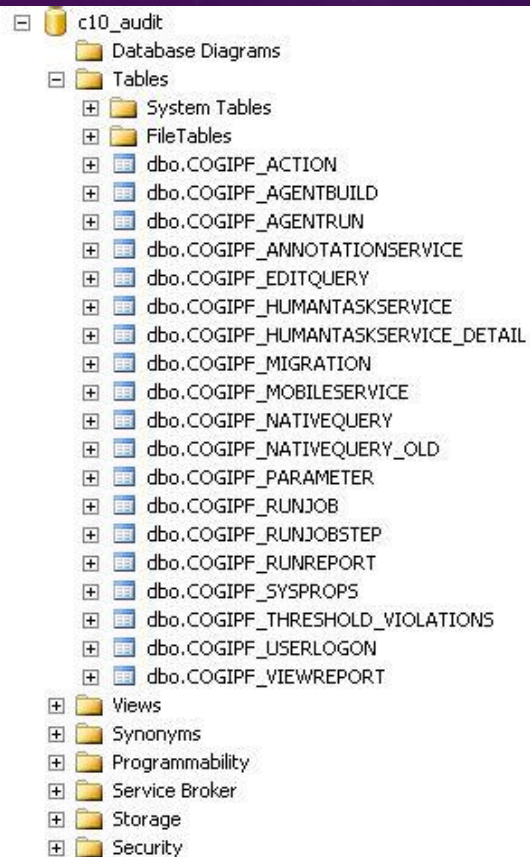 c10_audit
Database Diagrams
Tables
System Tables
FileTables
dbo.COGIPF_ACTION
dbo.COGIPF_AGENTBUILD
dbo.COGIPF_AGENTRUN
dbo.COGIPF_ANNOTATIONSERVICE
dbo.COGIPF_EDITQUERY
dbo.COGIPF_HUMANTASKSERVICE
dbo.COGIPF_HUMANTASKSERVICE_DETAIL
dbo.COGIPF_MIGRATION
dbo.COGIPF_MOBILESERVICE
dbo.COGIPF_NATIVEQUERY
dbo.COGIPF_NATIVEQUERY_OLD
dbo.COGIPF_PARAMETER
dbo.COGIPF_RUNJOB
dbo.COGIPF_RUNJOBSTEP
dbo.COGIPF_RUNREPORT
dbo.COGIPF_SYSPROPS
dbo.COGIPF_THRESHOLD_VIOLATIONS
dbo.COGIPF_USERLOGON
dbo.COGIPF_VIEWREPORT
Views
Synonyms
Programmability
Service Broker
Storage
Security